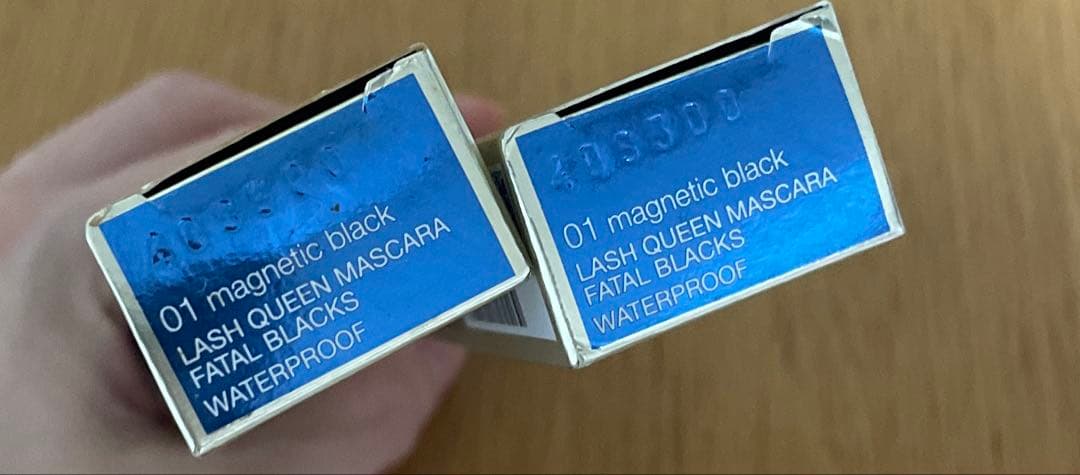 01 magnetic black
LASH QUEEN MASCARA
FATAL BLACKS
WATERPROOF
01 magnetic black
LASH QUEEN MASCARA
FATAL BLACKS
WATERPROOF